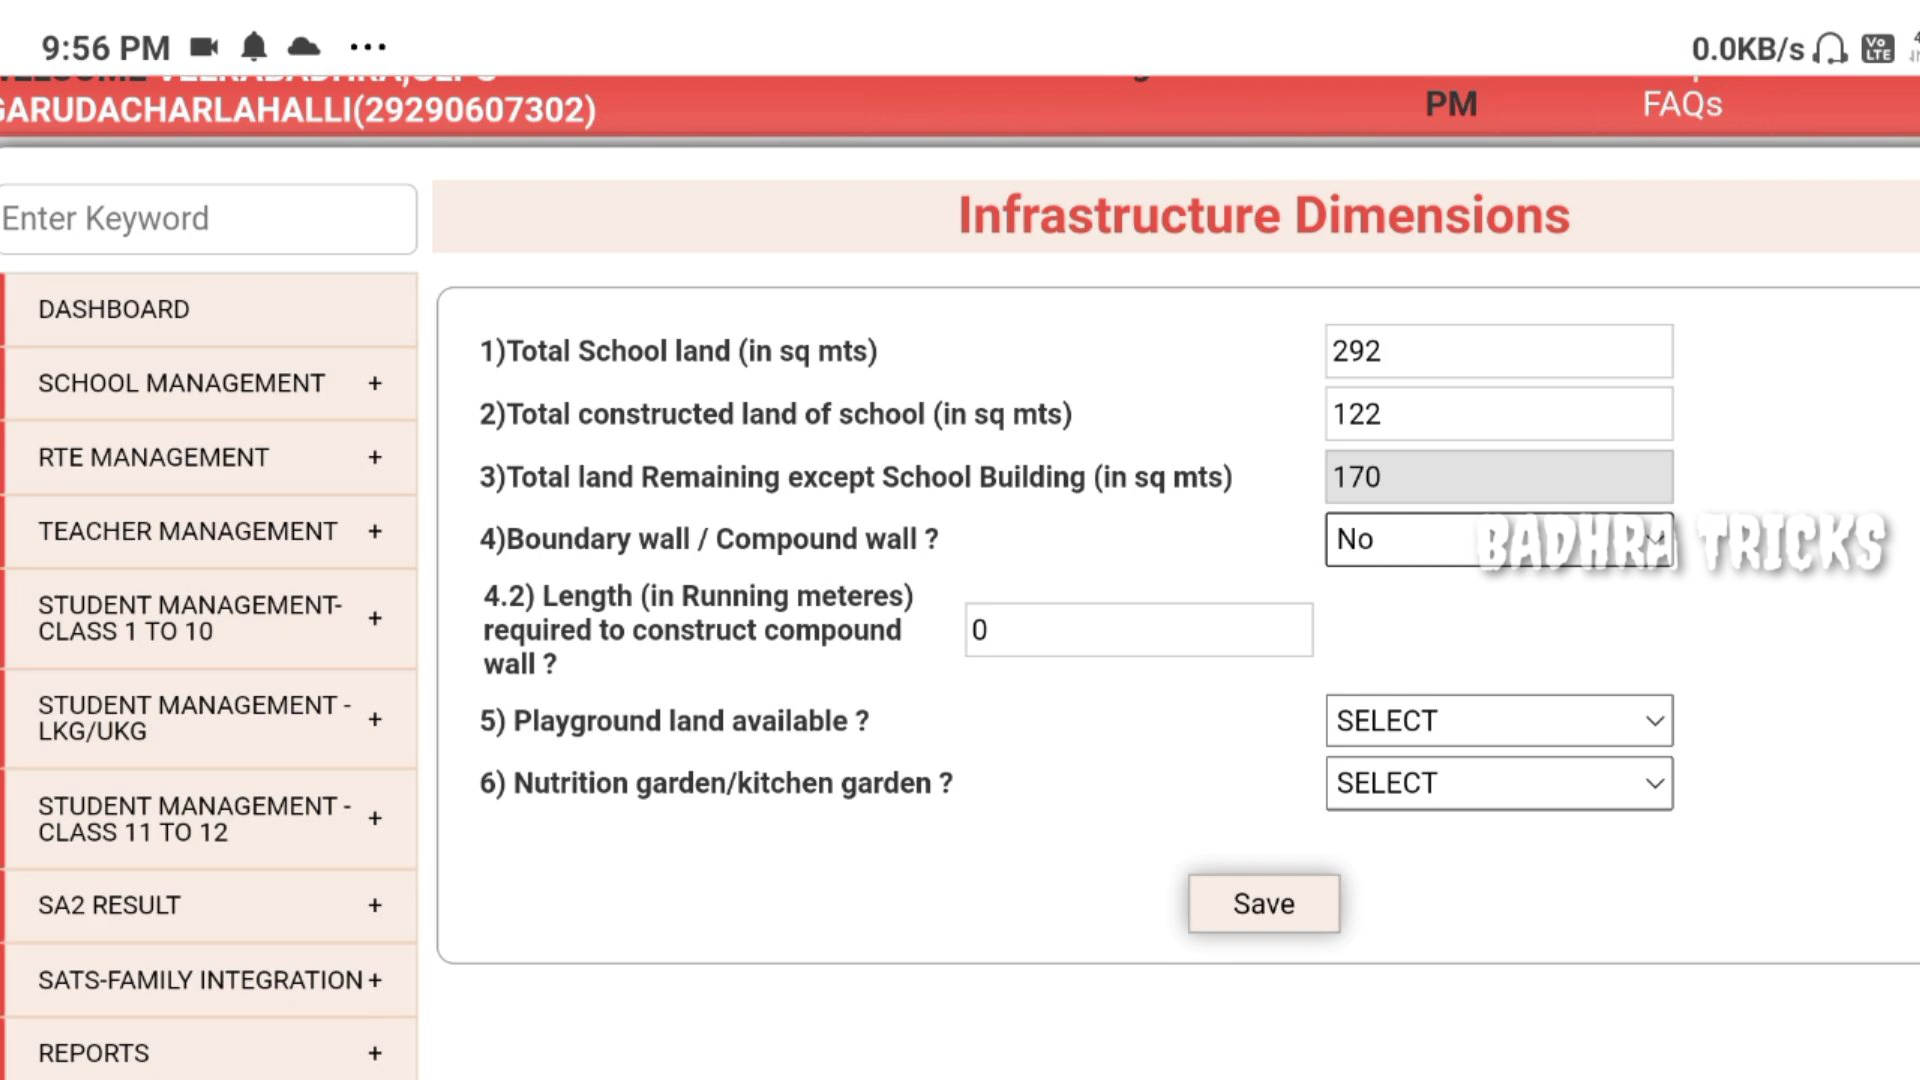 9:56 PM
0.0KB/s
Vo LTE
GARUDACHARLAHALLI(29290607302)
PM
FAQs
Enter Keyword
Infrastructure Dimensions
DASHBOARD
SCHOOL MANAGEMENT +
RTE MANAGEMENT +
TEACHER MANAGEMENT +
STUDENT MANAGEMENT-
CLASS 1 TO 10 +
STUDENT MANAGEMENT -
LKG/UKG +
STUDENT MANAGEMENT -
CLASS 11 TO 12 +
SA2 RESULT +
SATS-FAMILY INTEGRATION +
REPORTS +
1)Total School land (in sq mts) 292
2)Total constructed land of school (in sq mts) 122
3)Total land Remaining except School Building (in sq mts) 170
4)Boundary wall / Compound wall ? No
BADHRA TRICKS
4.2) Length (in Running meteres)
required to construct compound
wall ?
0
5) Playground land available ? SELECT
6) Nutrition garden/kitchen garden ? SELECT
Save